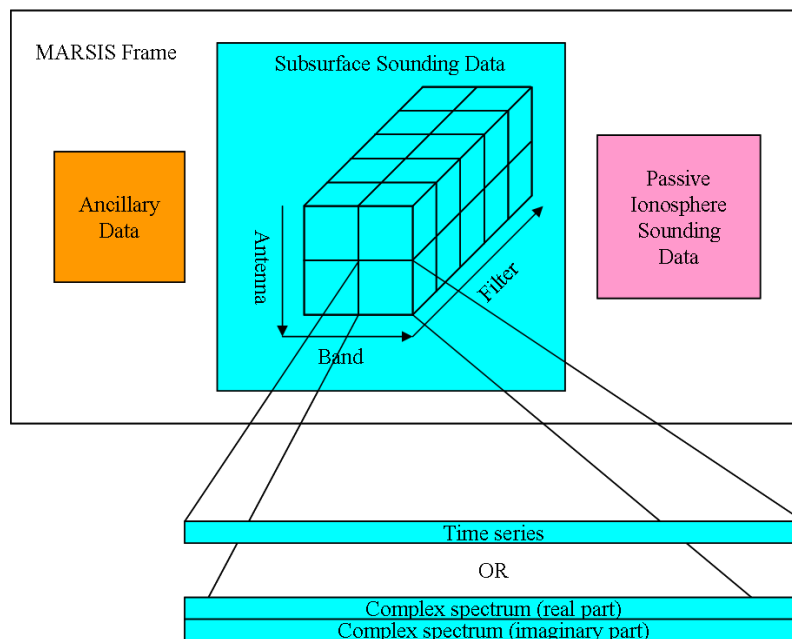 MARSIS Frame
Subsurface Sounding Data
Ancillary
Data
Passive
Ionosphere
Sounding
Data
Antenna
Filter
Band
Time series
OR
Complex spectrum (real part)
Complex spectrum (imaginary part)